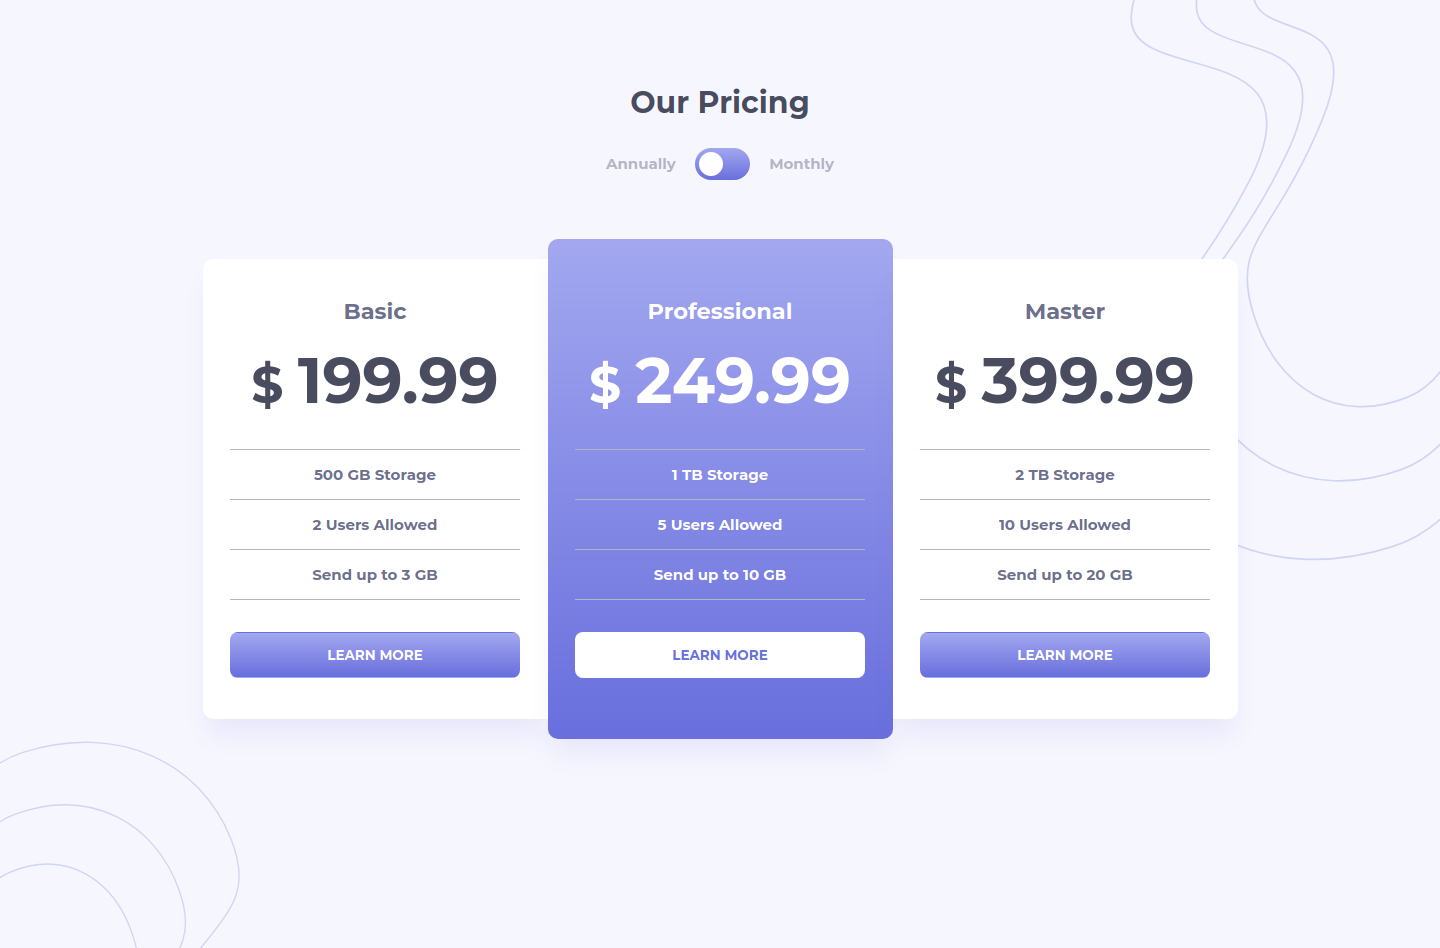 Our Pricing
Annually Monthly
Basic
$ 199.99
500 GB Storage
2 Users Allowed
Send up to 3 GB
LEARN MORE
Professional
$ 249.99
1 TB Storage
5 Users Allowed
Send up to 10 GB
LEARN MORE
Master
$ 399.99
2 TB Storage
10 Users Allowed
Send up to 20 GB
LEARN MORE